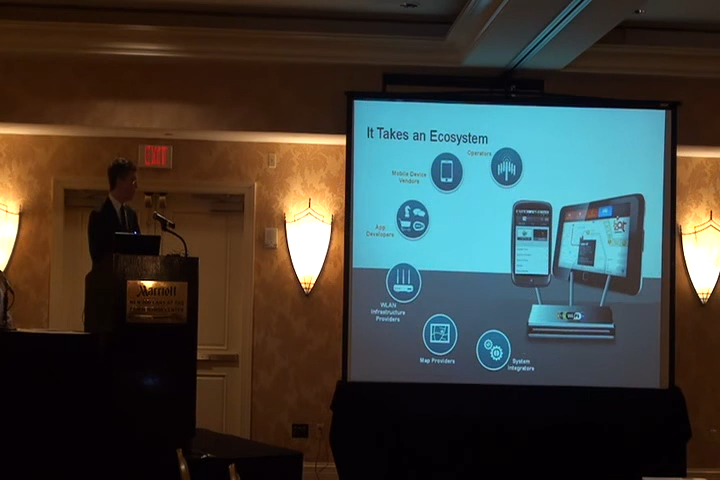 It Takes an Ecosystem
Operators
Mobile Device
Vendors
App
Developers
WLAN
Infrastructure
Providers
Map Providers
System
Integrators
EXIT
Marriott